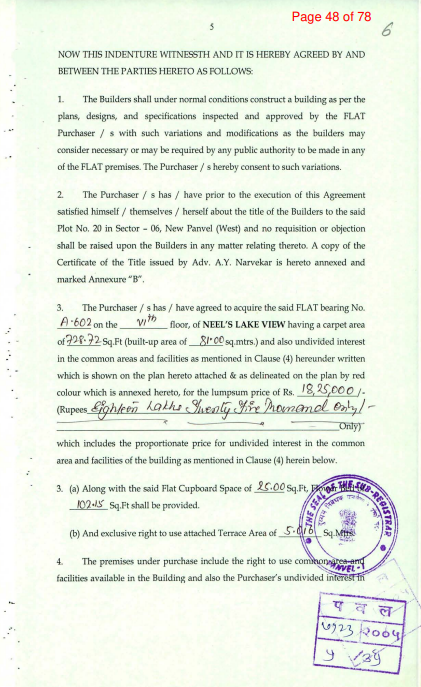 Page 48 of 78
5
6
NOW THIS INDENTURE WITNESSTH AND IT IS HEREBY AGREED BY AND
BETWEEN THE PARTIES HERETO AS FOLLOWS:
1. The Builders shall under normal conditions construct a building as per the
plans, designs, and specifications inspected and approved by the FLAT
Purchaser / s with such variations and modifications as the builders may
consider necessary or may be required by any public authority to be made in any
of the FLAT premises. The Purchaser / s hereby consent to such variations.
2. The Purchaser / s has / have prior to the execution of this Agreement
satisfied himself / themselves / herself about the title of the Builders to the said
Plot No. 20 in Sector – 06, New Panvel (West) and no requisition or objection
shall be raised upon the Builders in any matter relating thereto. A copy of the
Certificate of the Title issued by Adv. A.Y. Narvekar is hereto annexed and
marked Annexure "B".
3. The Purchaser / s has / have agreed to acquire the said FLAT bearing No.
A-602 on the VIth floor, of NEEL'S LAKE VIEW having a carpet area
of 728.72 Sq.Ft (built-up area of 81.00 sq.mtrs.) and also undivided interest
in the common areas and facilities as mentioned in Clause (4) hereunder written
which is shown on the plan hereto attached & as delineated on the plan by red
colour which is annexed hereto, for the lumpsum price of Rs. 18,25,000/-
(Rupees Eighteen Lakhs Twenty Five Thousand Only/-
Only)
which includes the proportionate price for undivided interest in the common
area and facilities of the building as mentioned in Clause (4) herein below.
3. (a) Along with the said Flat Cupboard Space of 25.00 Sq.Ft,
102.15 Sq.Ft shall be provided.
(b) And exclusive right to use attached Terrace Area of 5.016 Sq.Mtrs
THE SEAL OF THE SUB-REGISTRAR
PANVEL-1
4. The premises under purchase include the right to use common area and
facilities available in the Building and also the Purchaser's undivided interest in
प व ल